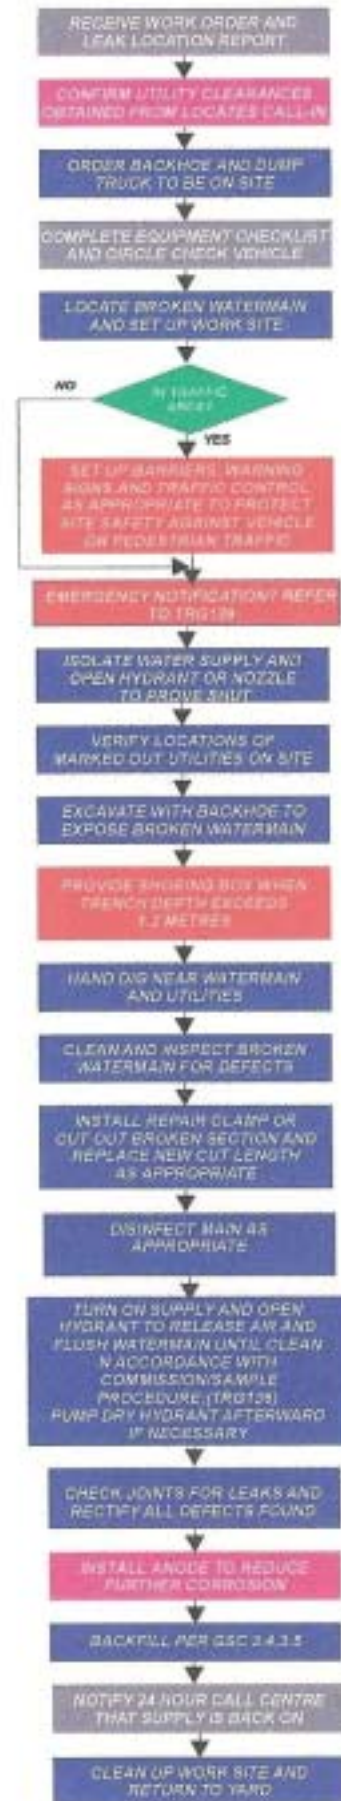 RECEIVE WORK ORDER AND
LEAK LOCATION REPORT
CONFIRM UTILITY CLEARANCES
OBTAINED FROM LOCATES CALL-IN
ORDER BACKHOE AND DUMP
TRUCK TO BE ON SITE
COMPLETE EQUIPMENT CHECKLIST
AND CIRCLE CHECK VEHICLE
LOCATE BROKEN WATERMAIN
AND SET UP WORK SITE
NO
IN TRAFFIC
AREA?
YES
SET UP BARRIERS, WARNING
SIGNS AND TRAFFIC CONTROL
AS APPROPRIATE TO PROTECT
SITE SAFETY AGAINST VEHICLE
OR PEDESTRIAN TRAFFIC
EMERGENCY NOTIFICATION? REFER
TO
ISOLATE WATER SUPPLY AND
OPEN HYDRANT OR NOZZLE
TO PROVE SHUT
VERIFY LOCATIONS OF
MARKED OUT UTILITIES ON SITE
EXCAVATE WITH BACKHOE TO
EXPOSE BROKEN WATERMAIN
PROVIDE SHORING BOX WHEN
TRENCH DEPTH EXCEEDS
METRES
HAND DIG NEAR WATERMAIN
AND UTILITIES
CLEAN AND INSPECT BROKEN
WATERMAIN FOR DEFECTS
INSTALL REPAIR CLAMP OR
CUT OUT BROKEN SECTION AND
REPLACE NEW CUT LENGTH
AS APPROPRIATE
DISINFECT MAIN AS
APPROPRIATE
TURN ON SUPPLY AND OPEN
HYDRANT TO RELEASE AIR AND
FLUSH WATERMAIN UNTIL CLEAN
N ACCORDANCE WITH
COMMISSION/SAMPLE
PROCEDURE
PUMP DRY HYDRANT AFTERWARD
IF NECESSARY
CHECK JOINTS FOR LEAKS AND
RECTIFY ALL DEFECTS FOUND
INSTALL ANODE TO REDUCE
FURTHER CORROSION
BACKFILL PER
NOTIFY 24 HOUR CALL CENTRE
THAT SUPPLY IS BACK ON
CLEAN UP WORK SITE AND
RETURN TO YARD